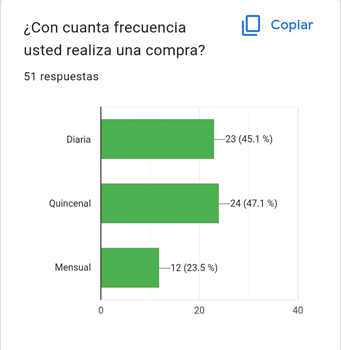 ¿Con cuanta frecuencia
usted realiza una compra?
Copiar
51 respuestas
Diaria
23 (45.1 %)
Quincenal
24 (47.1 %)
Mensual
12 (23.5 %)
0
20
40